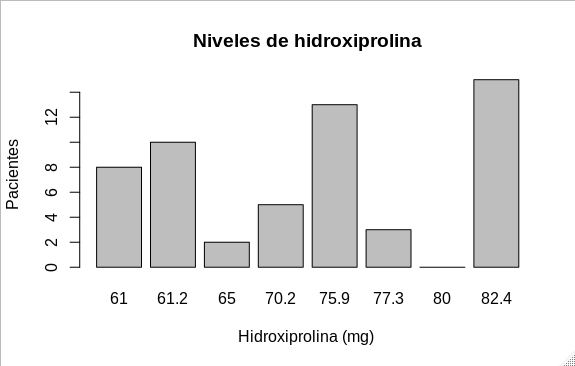 Niveles de hidroxiprolina
Pacientes
12
8
6
4
2
0
61 61.2 65 70.2 75.9 77.3 80 82.4
Hidroxiprolina (mg)